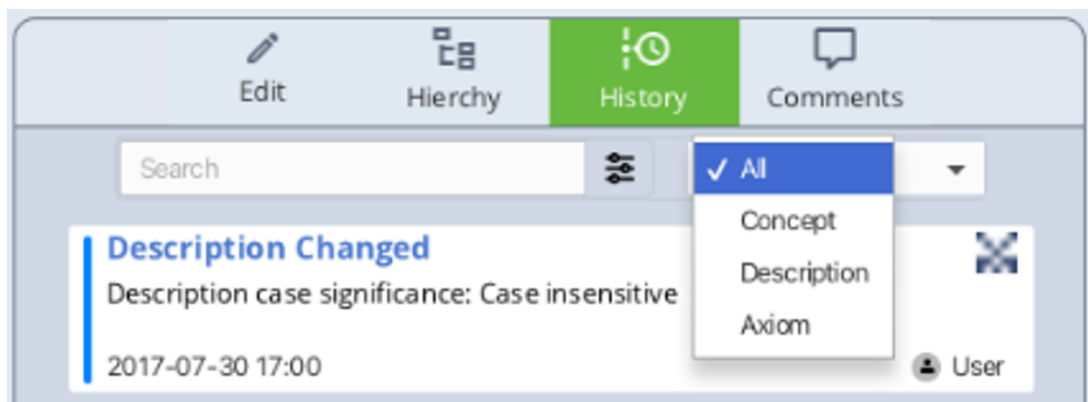 Edit
Hierchy
History
Comments
Search
All
Concept
Description
Axiom
Description Changed
Description case significance: Case insensitive
2017-07-30 17:00
User